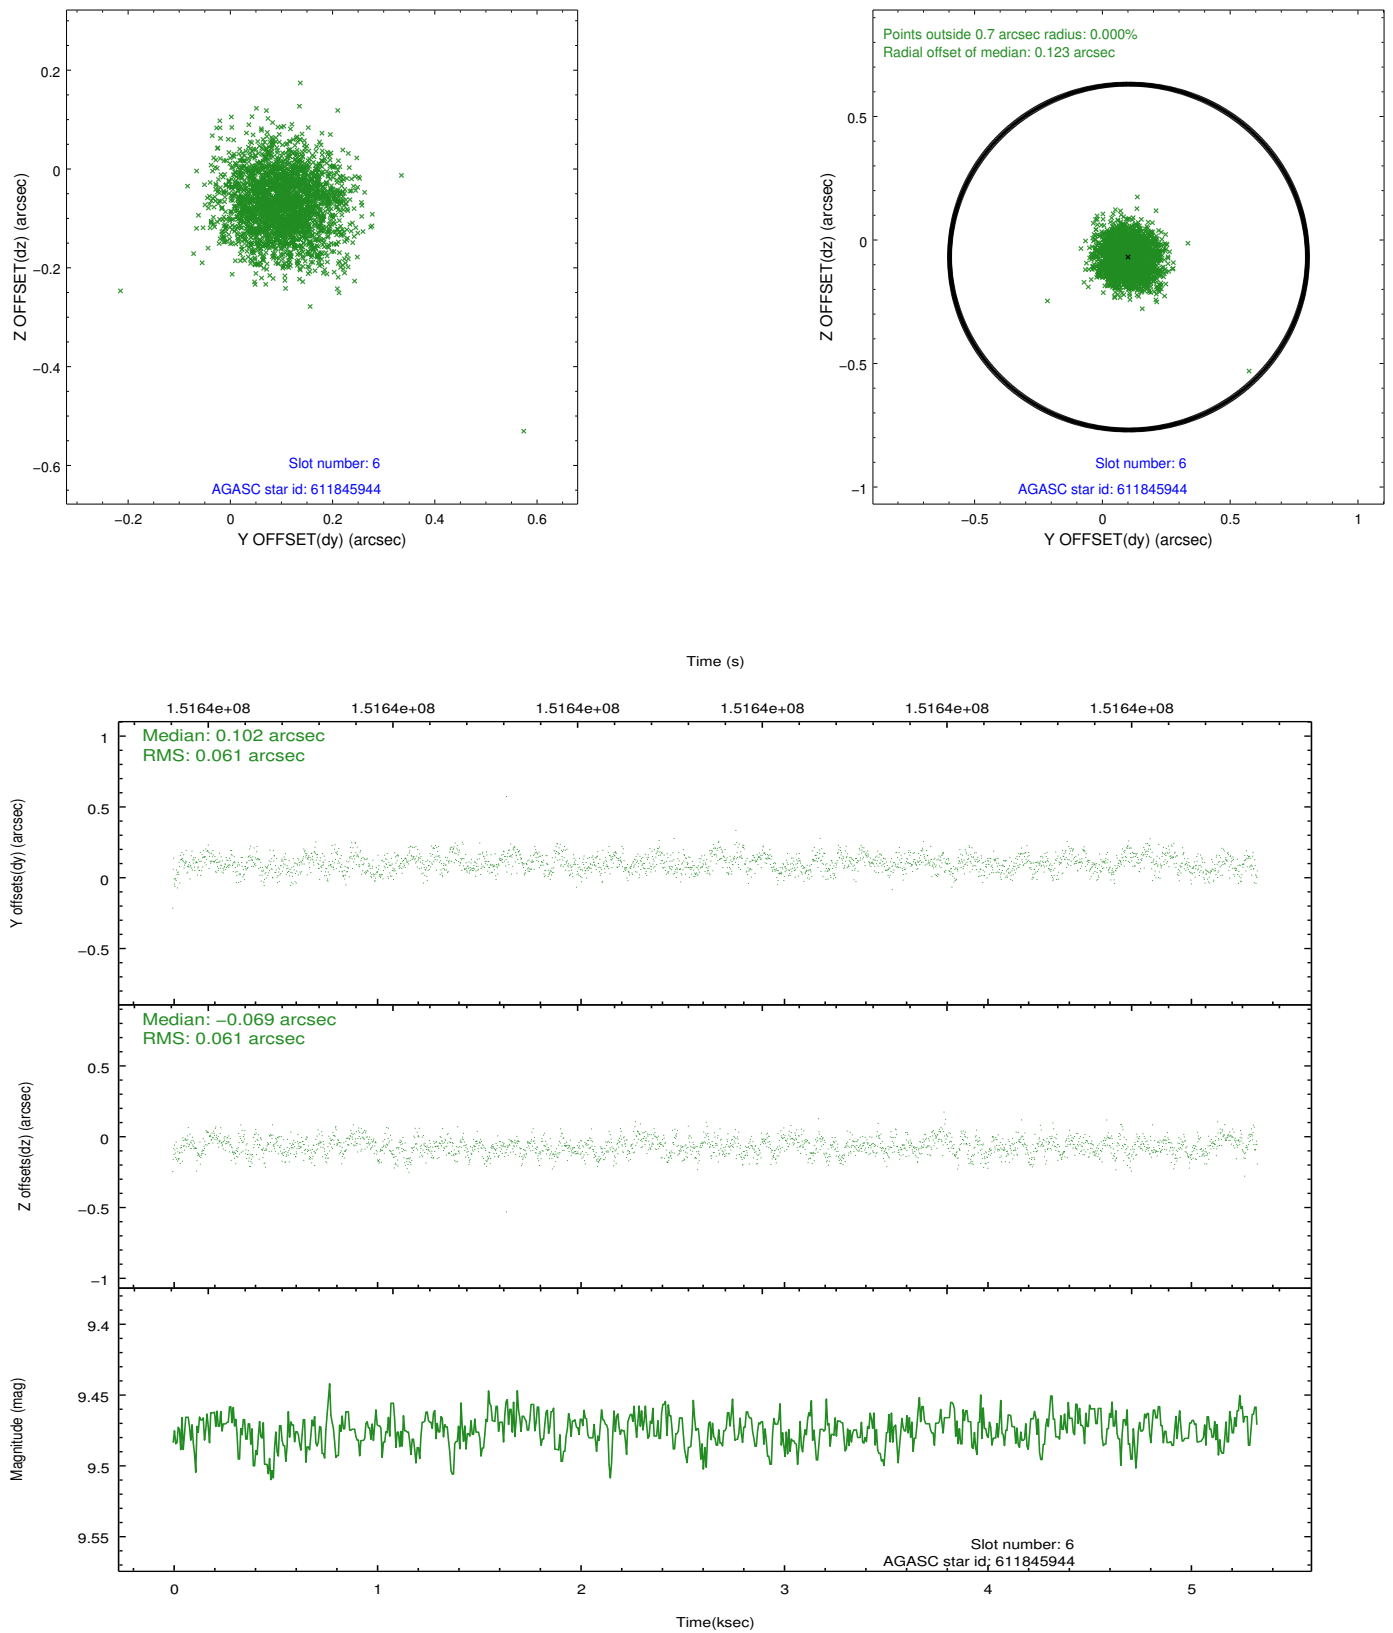 0.2
0
−0.2
−0.4
−0.6
Z OFFSET(dz) (arcsec)
Slot number: 6
AGASC star id: 611845944
−0.2 0 0.2 0.4 0.6
Y OFFSET(dy) (arcsec)
Points outside 0.7 arcsec radius: 0.000%
Radial offset of median: 0.123 arcsec
0.5
0
−0.5
−1
Z OFFSET(dz) (arcsec)
Slot number: 6
AGASC star id: 611845944
−0.5 0 0.5 1
Y OFFSET(dy) (arcsec)
Time (s)
1.5164e+08 1.5164e+08 1.5164e+08 1.5164e+08 1.5164e+08 1.5164e+08
Median: 0.102 arcsec
RMS: 0.061 arcsec
1
0.5
0
−0.5
Y offsets(dy) (arcsec)
Median: −0.069 arcsec
RMS: 0.061 arcsec
0.5
0
−0.5
−1
Z offsets(dz) (arcsec)
9.4
9.45
9.5
9.55
Magnitude (mag)
Slot number: 6
AGASC star id: 611845944
0 1 2 3 4 5
Time(ksec)